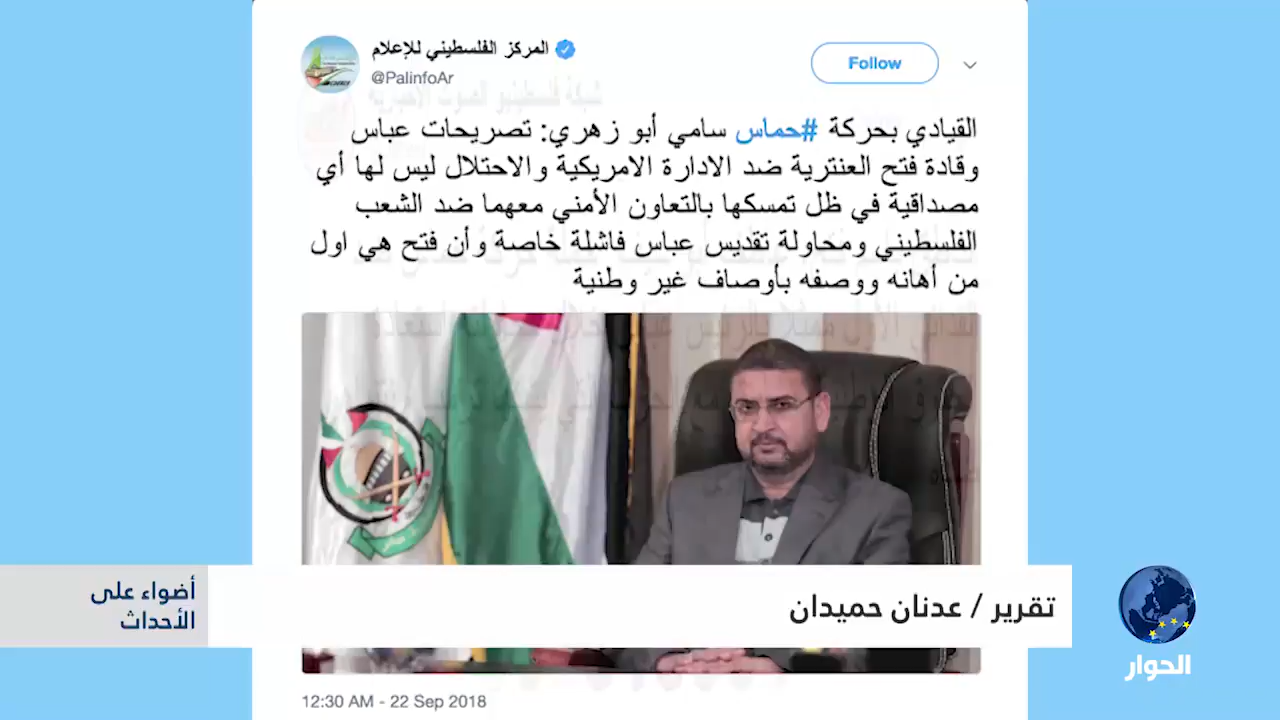 المركز الفلسطيني للإعلام
@PalinfoAr
Follow
القيادي بحركة #حماس سامي أبو زهري: تصريحات عباس
وقادة فتح العنترية ضد الادارة الامريكية والاحتلال ليس لها أي
مصداقية في ظل تمسكها بالتعاون الأمني معهما ضد الشعب
الفلسطيني ومحاولة تقديس عباس فاشلة خاصة وأن فتح هي اول
من أهانه ووصفه بأوصاف غير وطنية
تقرير / عدنان حميدان
أضواء على
الأحداث
الحوار
12:30 AM - 22 Sep 2018